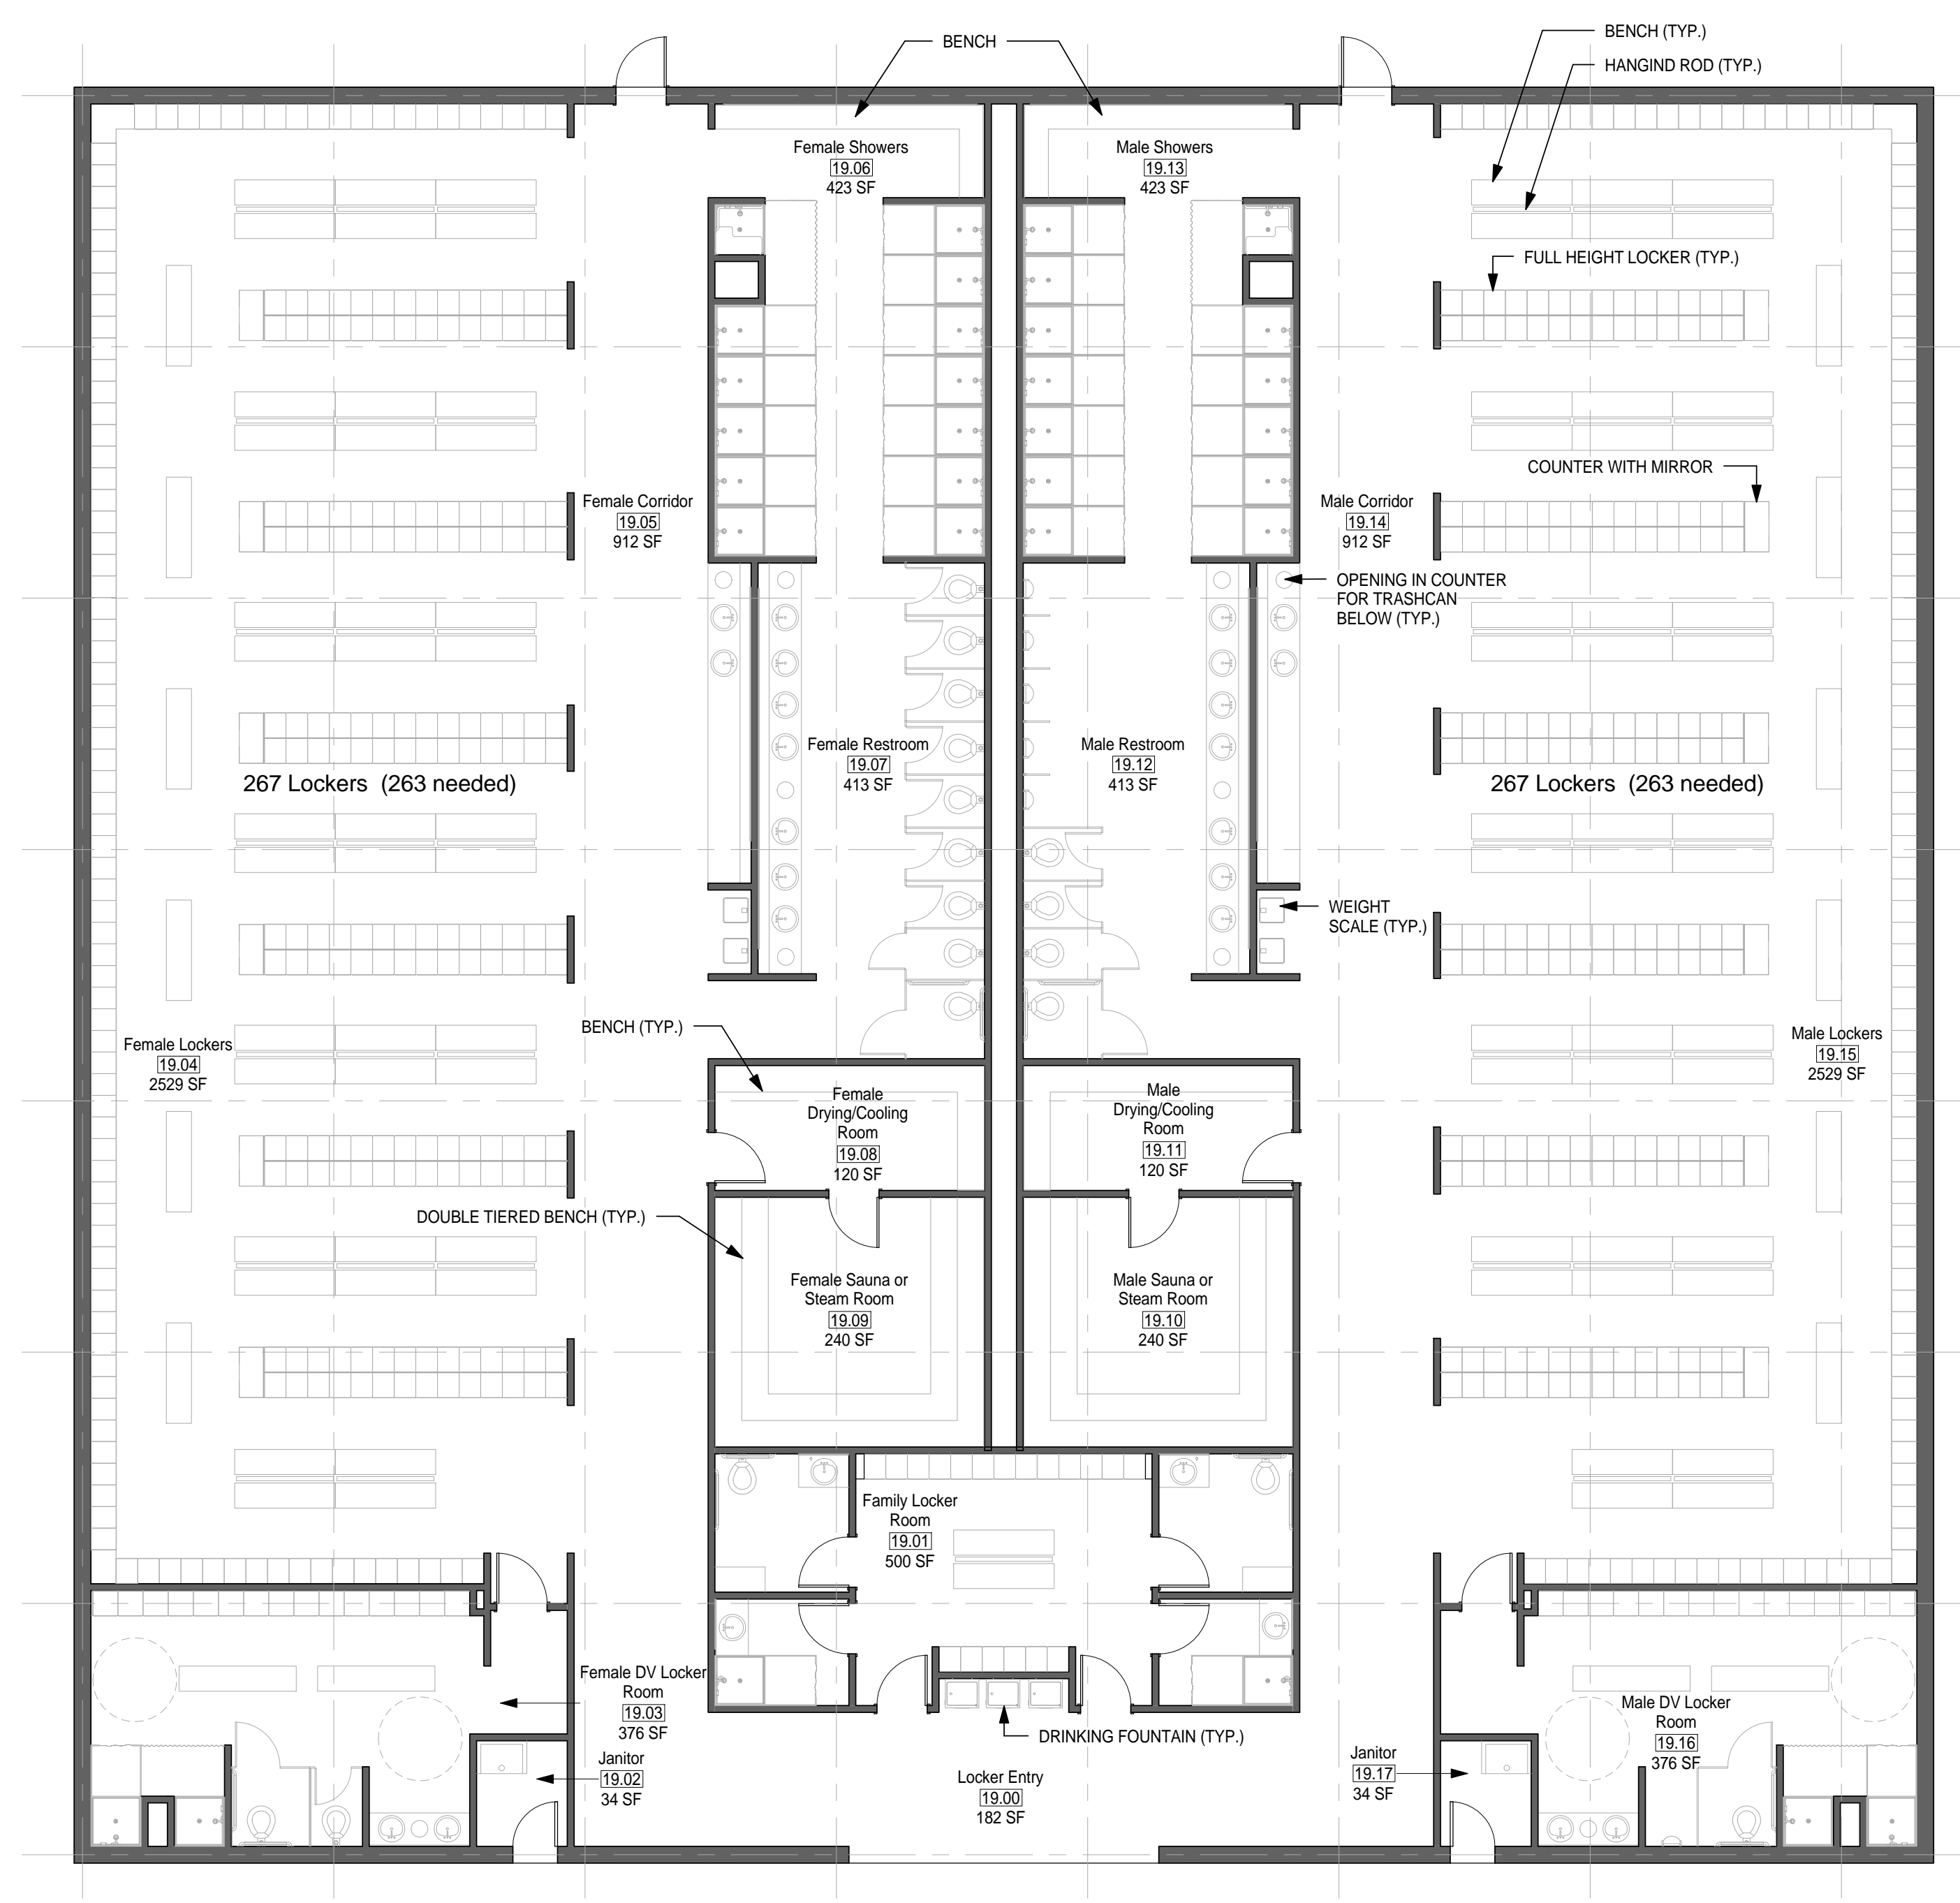 BENCH
BENCH (TYP.)
HANGIND ROD (TYP.)
Female Showers
19.06
423 SF
Male Showers
19.13
423 SF
FULL HEIGHT LOCKER (TYP.)
COUNTER WITH MIRROR
Female Corridor
19.05
912 SF
Male Corridor
19.14
912 SF
OPENING IN COUNTER
FOR TRASHCAN
BELOW (TYP.)
Female Restroom
19.07
413 SF
Male Restroom
19.12
413 SF
267 Lockers (263 needed)
267 Lockers (263 needed)
WEIGHT
SCALE (TYP.)
BENCH (TYP.)
Female Lockers
19.04
2529 SF
Male Lockers
19.15
2529 SF
Female
Drying/Cooling
Room
19.08
120 SF
Male
Drying/Cooling
Room
19.11
120 SF
DOUBLE TIERED BENCH (TYP.)
Female Sauna or
Steam Room
19.09
240 SF
Male Sauna or
Steam Room
19.10
240 SF
Family Locker
Room
19.01
500 SF
Female DV Locker
Room
19.03
376 SF
Male DV Locker
Room
19.16
376 SF
DRINKING FOUNTAIN (TYP.)
Janitor
19.02
34 SF
Locker Entry
19.00
182 SF
Janitor
19.17
34 SF